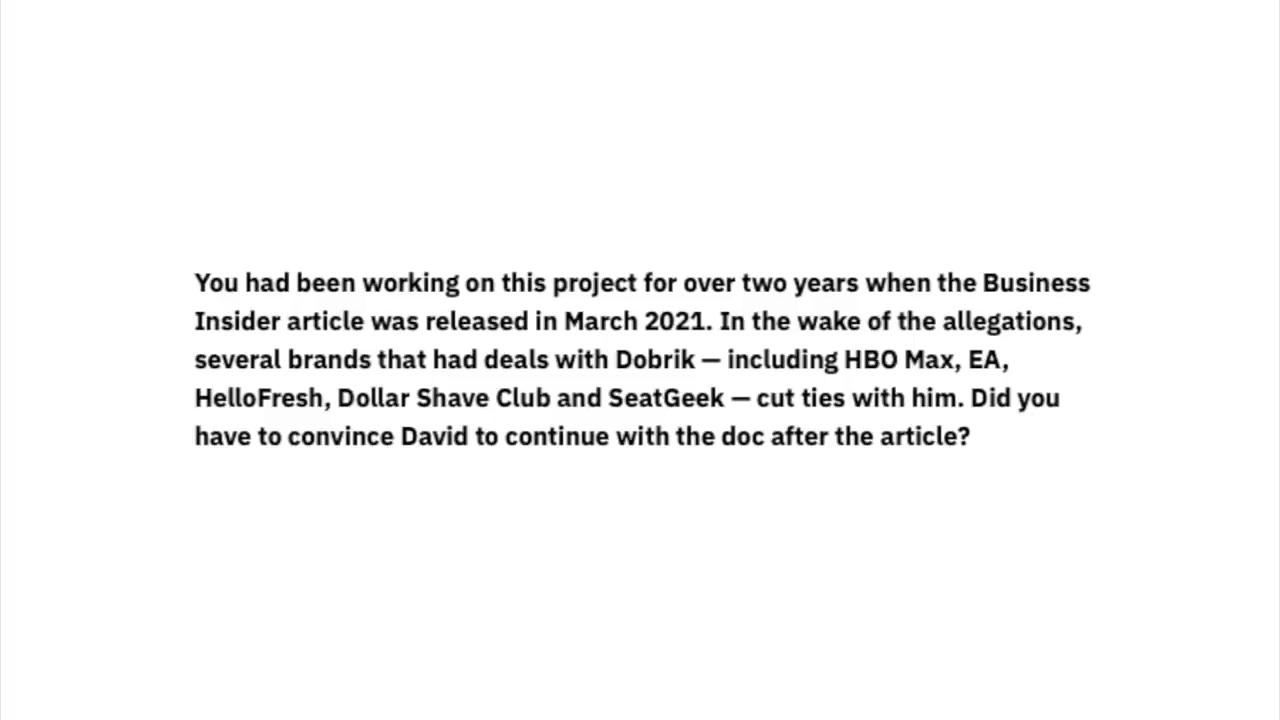 You had been working on this project for over two years when the Business
Insider article was released in March 2021. In the wake of the allegations,
several brands that had deals with Dobrik — including HBO Max, EA,
HelloFresh, Dollar Shave Club and SeatGeek — cut ties with him. Did you
have to convince David to continue with the doc after the article?